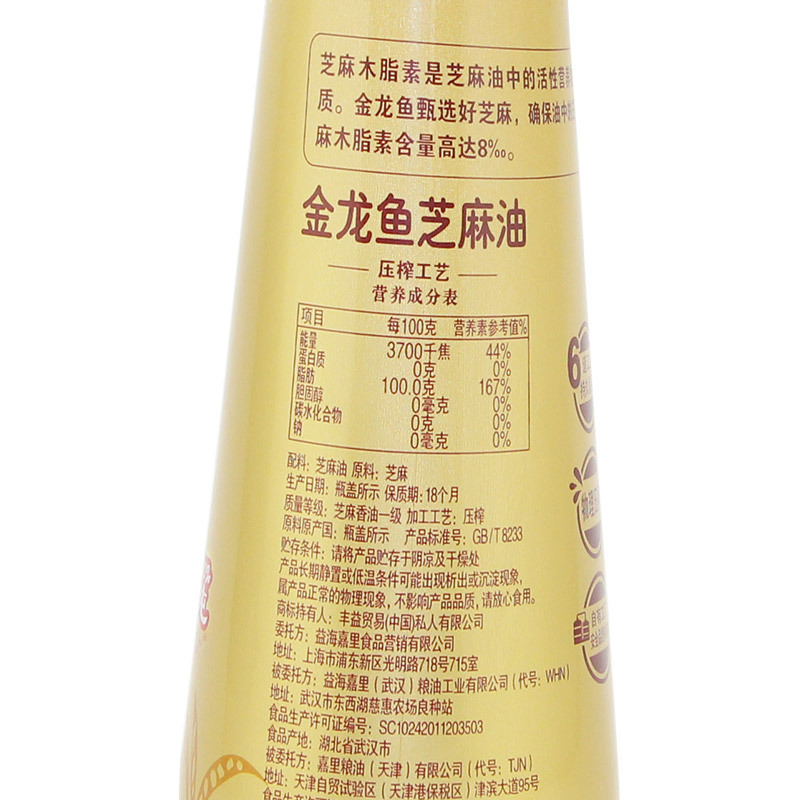 芝麻木脂素是芝麻油中的活性营养
质。金龙鱼甄选好芝麻，确保油中
麻木脂素含量高达8‰。
金龙鱼芝麻油
压榨工艺
营养成分表
项目 每100克 营养素参考值%
能量 3700千焦 44%
蛋白质 0克 0%
脂肪 100.0克 167%
胆固醇 0毫克 0%
碳水化合物 0克 0%
钠 0毫克 0%
配料：芝麻油 原料：芝麻
生产日期：瓶盖所示 保质期:18个月
质量等级：芝麻香油一级 加工工艺：压榨
原料原产国：瓶盖所示 产品标准号：GB/T 8233
贮存条件：请将产品贮存于阴凉及干燥处
产品长期静置或低温条件可能出现析出或沉淀现象，
属产品正常的物理现象，不影响产品品质，请放心食用。
商标持有人：丰益贸易(中国)私人有限公司
委托方：益海嘉里食品营销有限公司
地址：上海市浦东新区光明路718号715室
被委托方：益海嘉里（武汉）粮油工业有限公司（代号：WHN）
地址：武汉市东西湖慈惠农场良种站
食品生产许可证编号：SC10242011203503
食品产地：湖北省武汉市
被委托方：嘉里粮油（天津）有限公司（代号：TJN）
地址：天津自贸试验区（天津港保税区）津滨大道95号
6
物理
自有
安全